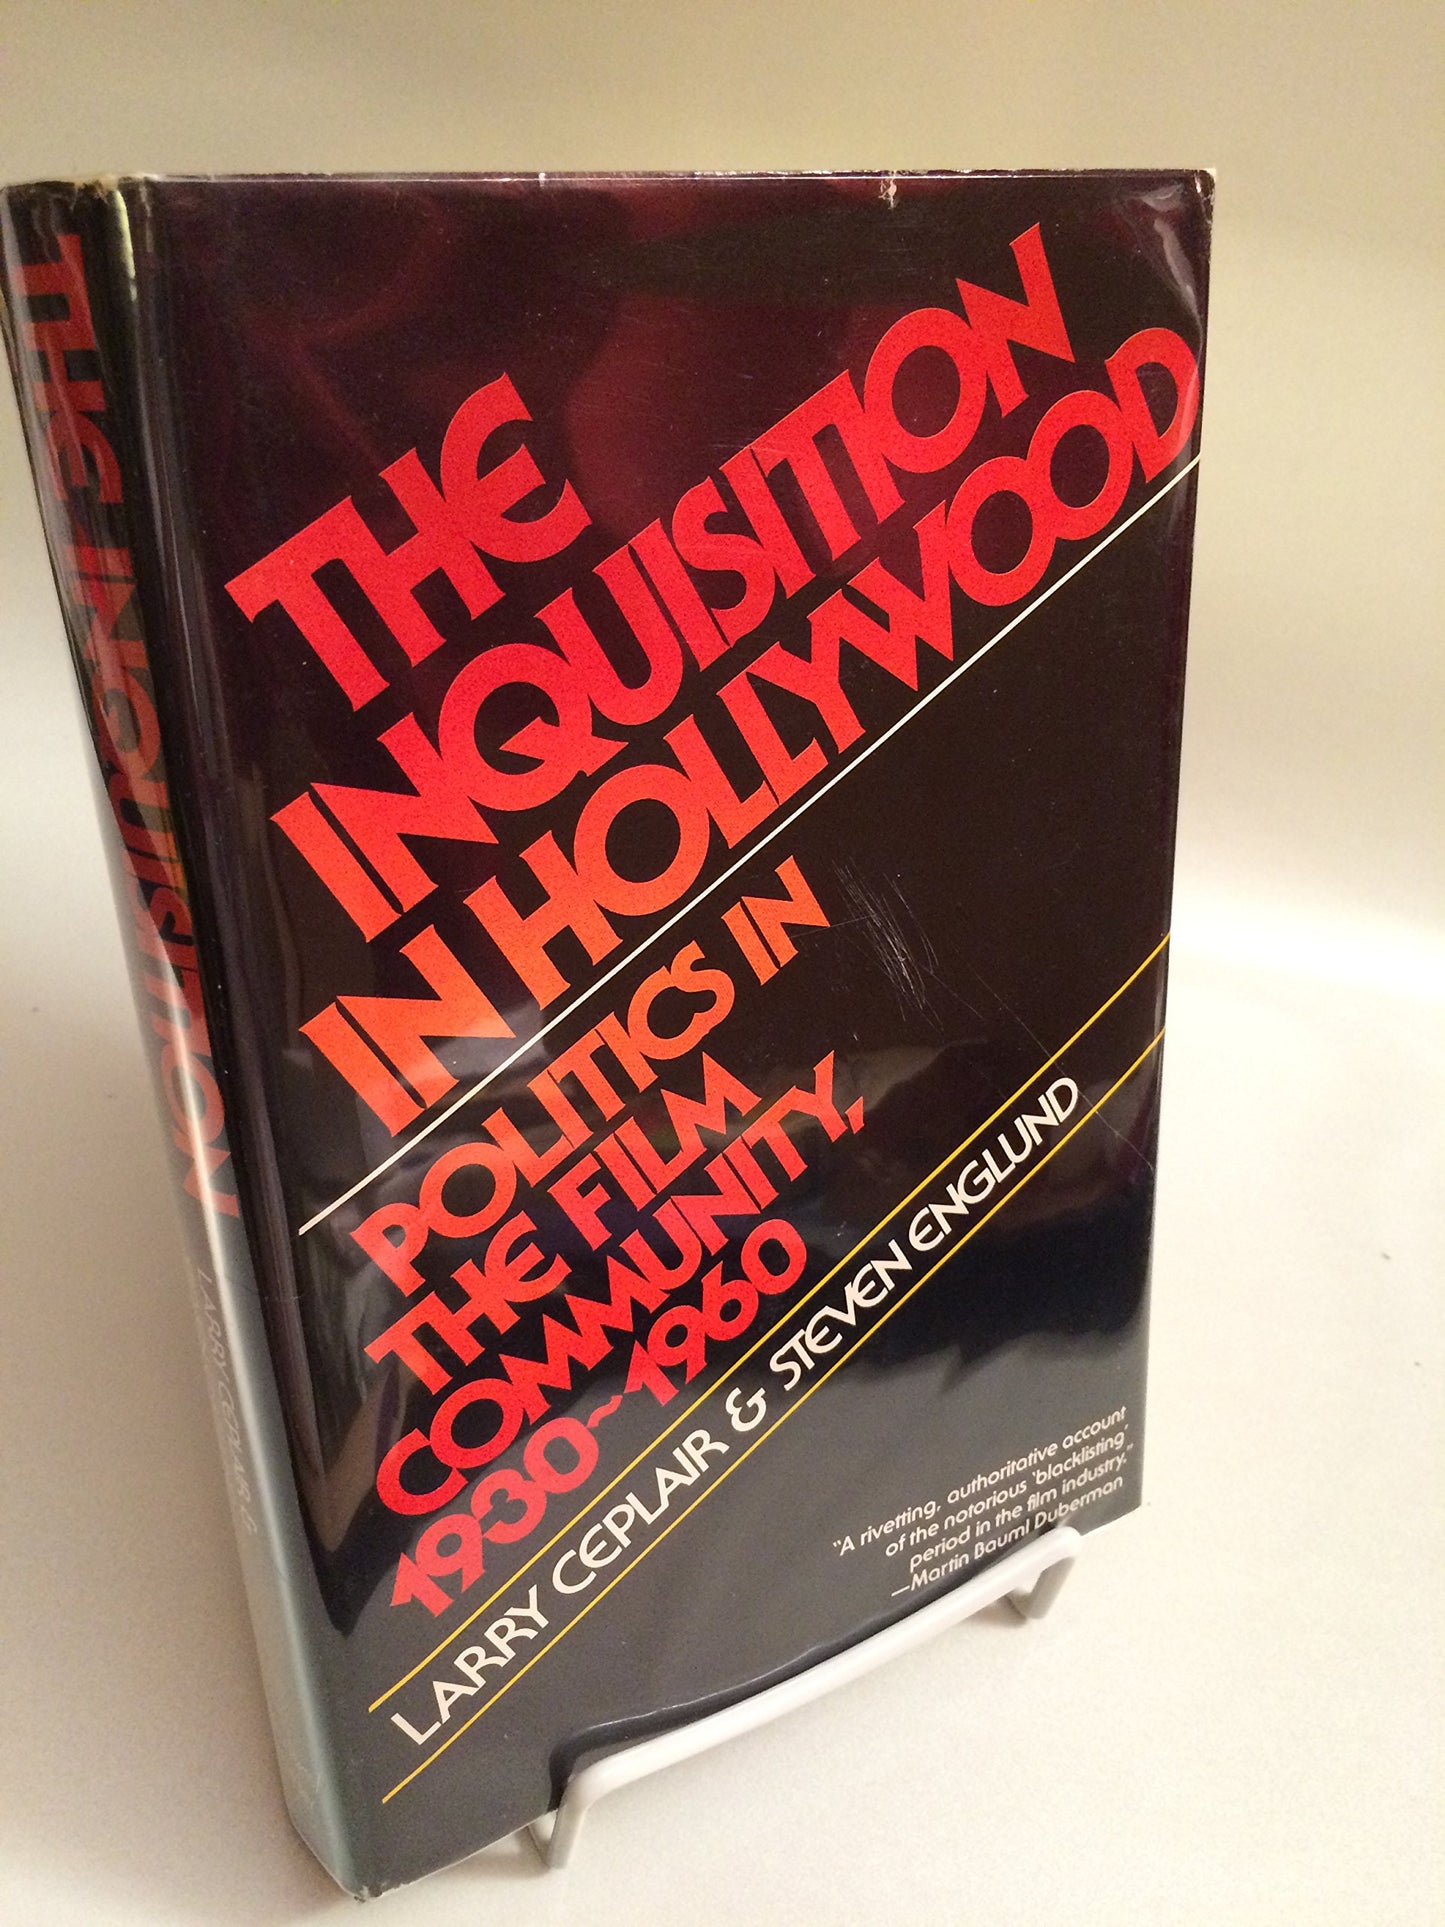 THE
INQUISITION
IN HOLLYWOOD
POLITICS IN
THE FILM
COMMUNITY,
1930~1960
LARRY CEPLAIR & STEVEN ENGLUND
"A rivetting, authoritative account
of the notorious 'blacklisting'
period in the film industry."
—Martin Bauml Duberman
THE INQUISITION
LARRY CEPLAIR &